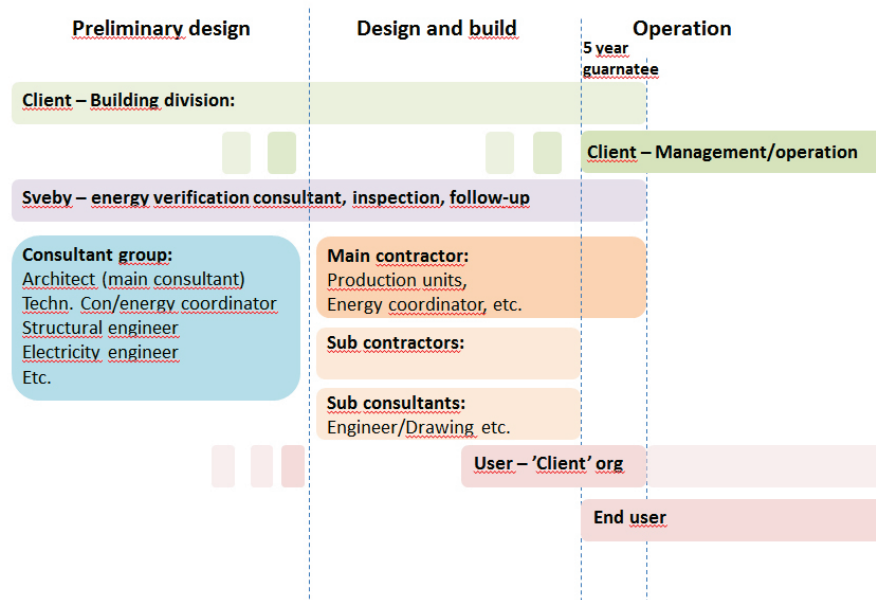 Preliminary design
Design and build
Operation
5 year
guarnatee
Client – Building division:
Client – Management/operation
Sveby – energy verification consultant, inspection, follow-up
Consultant group:
Architect (main consultant)
Techn. Con/energy coordinator
Structural engineer
Electricity engineer
Etc.
Main contractor:
Production units,
Energy coordinator, etc.
Sub contractors:
Sub consultants:
Engineer/Drawing etc.
User – ’Client’ org
End user